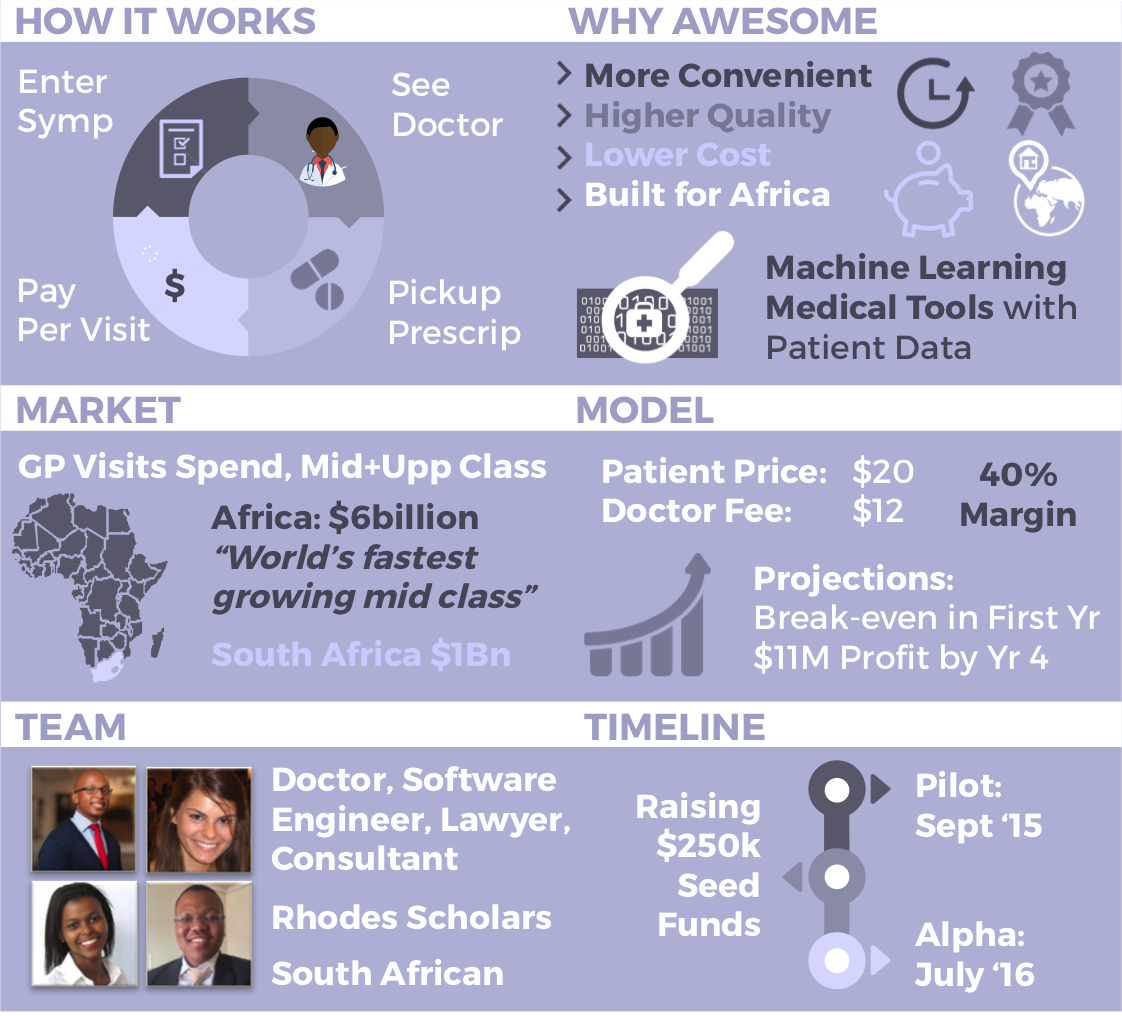 HOW IT WORKS
Enter
Symp
See
Doctor
$
Pay
Per Visit
Pickup
Prescrip
WHY AWESOME
More Convenient
Higher Quality
Lower Cost
Built for Africa
Machine Learning
Medical Tools with
Patient Data
MARKET
GP Visits Spend, Mid+Upp Class
Africa: $6billion
“World’s fastest
growing mid class”
South Africa $1Bn
MODEL
Patient Price: $20
Doctor Fee: $12
40%
Margin
Projections:
Break-even in First Yr
$11M Profit by Yr 4
TEAM
Doctor, Software
Engineer, Lawyer,
Consultant
Rhodes Scholars
South African
TIMELINE
Raising
$250k
Seed
Funds
Pilot:
Sept ‘15
Alpha:
July ‘16